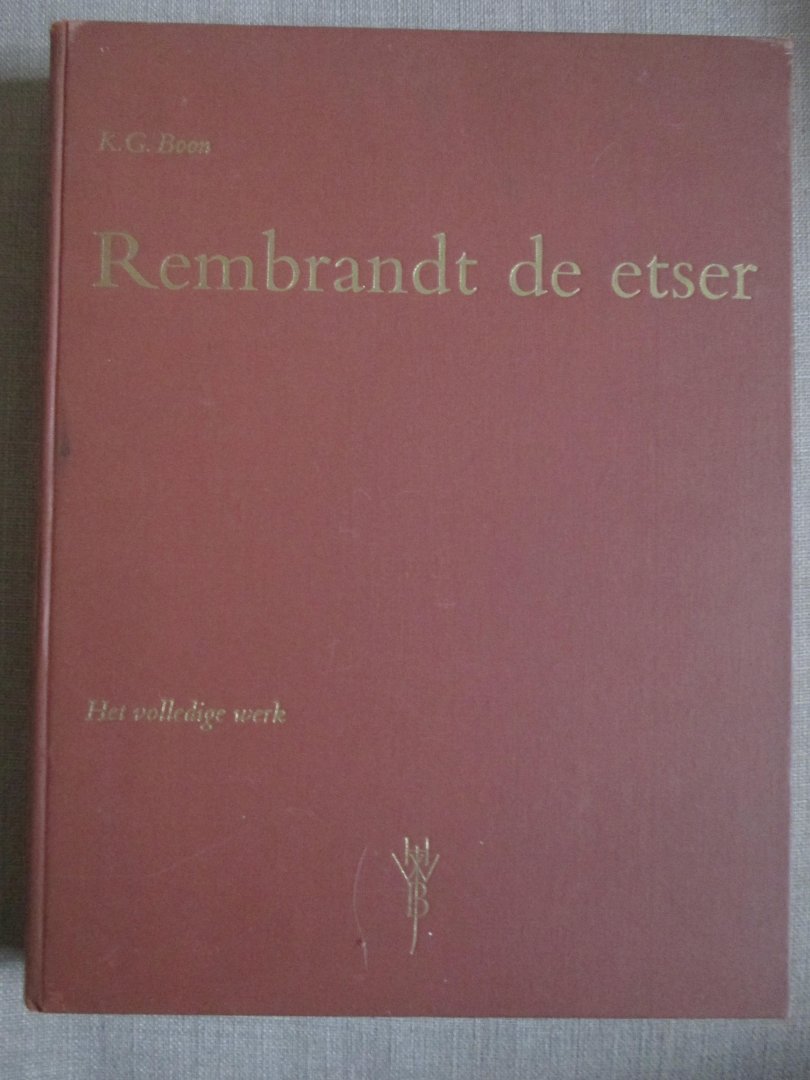 K. G. Boon
Rembrandt de etser
Het volledige werk